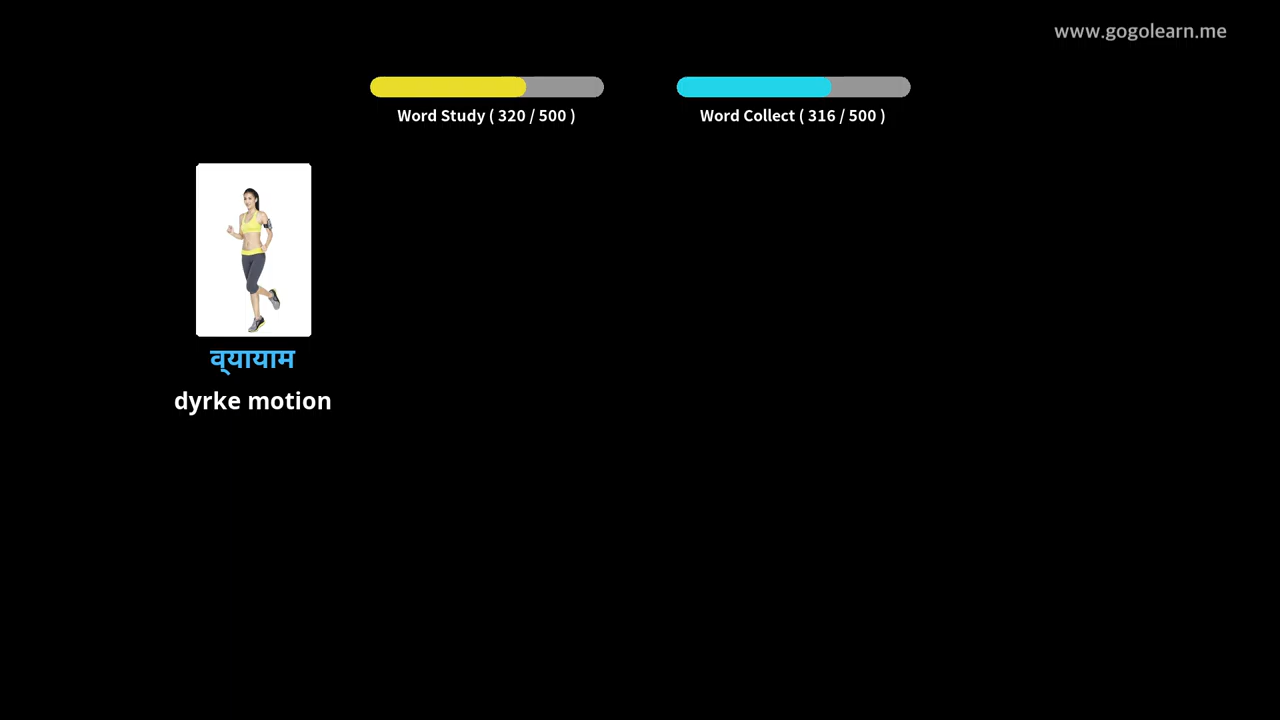 www.gogolearn.me
Word Study ( 320 / 500 )
Word Collect ( 316 / 500 )
व्यायाम
dyrke motion